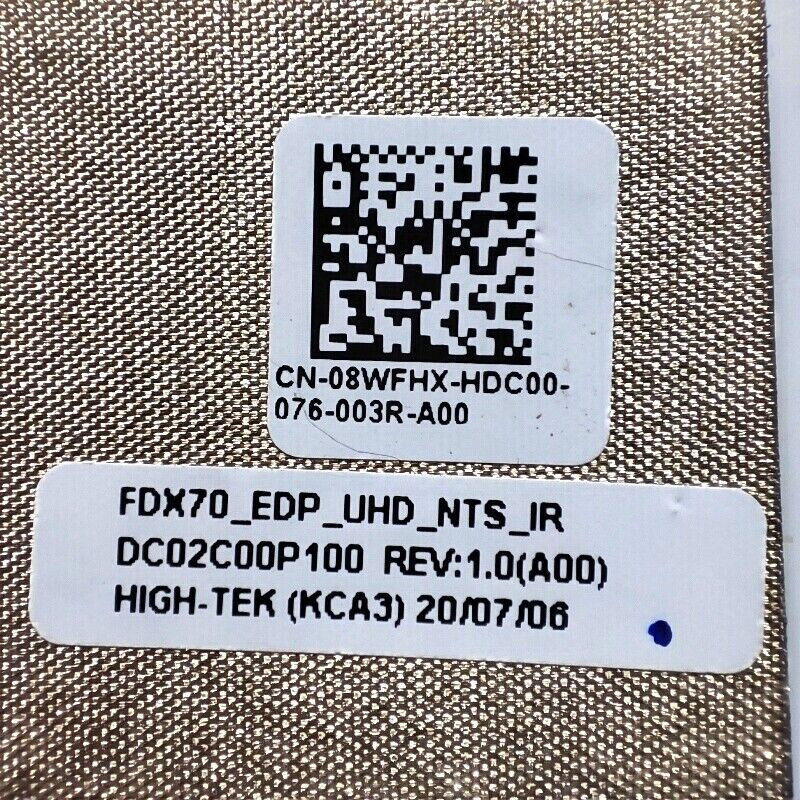 CN-08WFHX-HDC00-
076-003R-A00
FDX70_EDP_UHD_NTS_IR
DC02C00P100 REV:1.0(A00)
HIGH-TEK (KCA3) 20/07/06